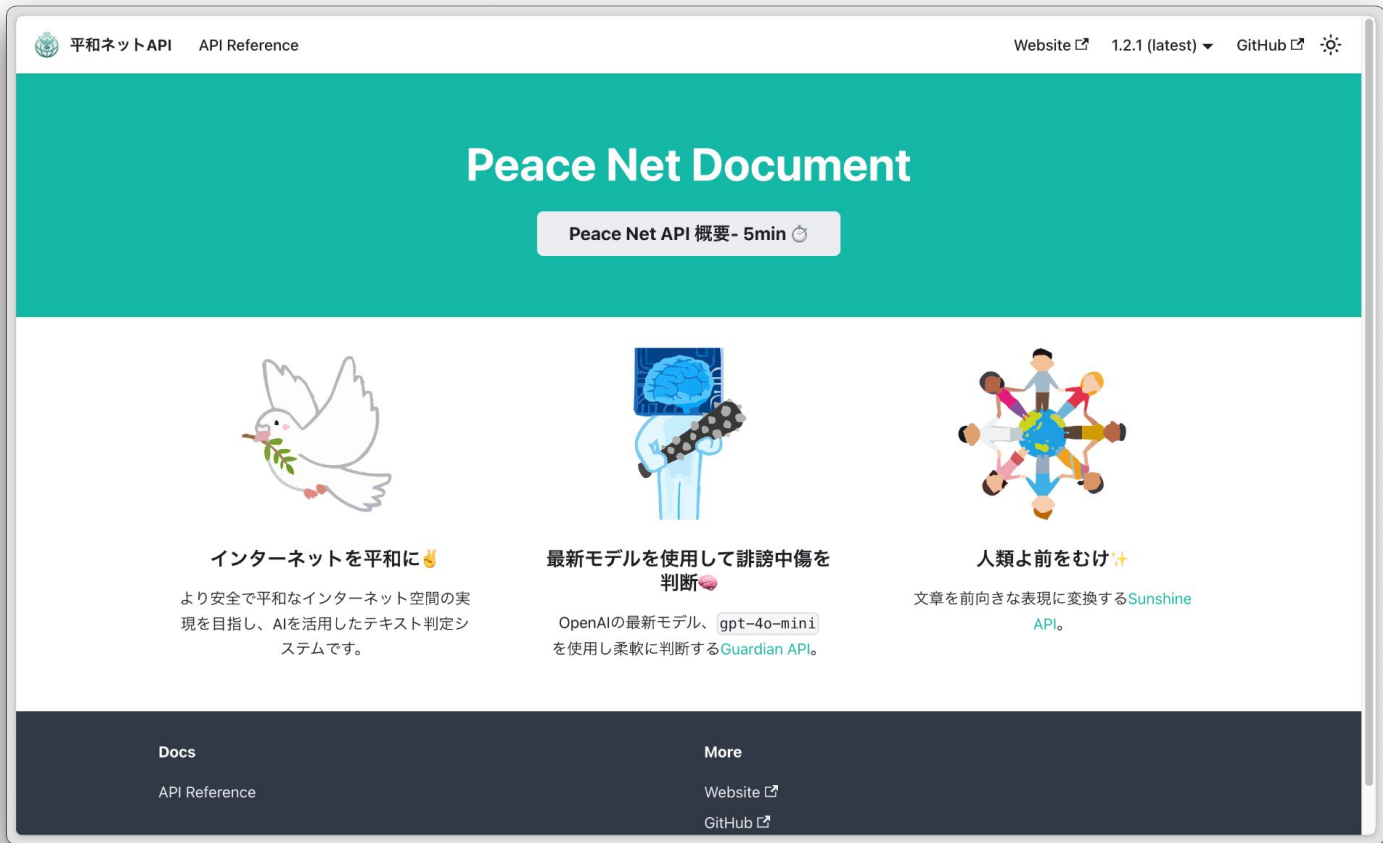 平和ネットAPI API Reference Website 1.2.1 (latest) GitHub
Peace Net Document
Peace Net API 概要- 5min ⏱
インターネットを平和に✌
より安全で平和なインターネット空間の実
現を目指し、AIを活用したテキスト判定シ
ステムです。
最新モデルを使用して誹謗中傷を
判断🧠
OpenAIの最新モデル、gpt-4o-mini
を使用し柔軟に判断するGuardian API。
人類よ前をむけ✨
文章を前向きな表現に変換するSunshine
API。
Docs
API Reference
More
Website
GitHub